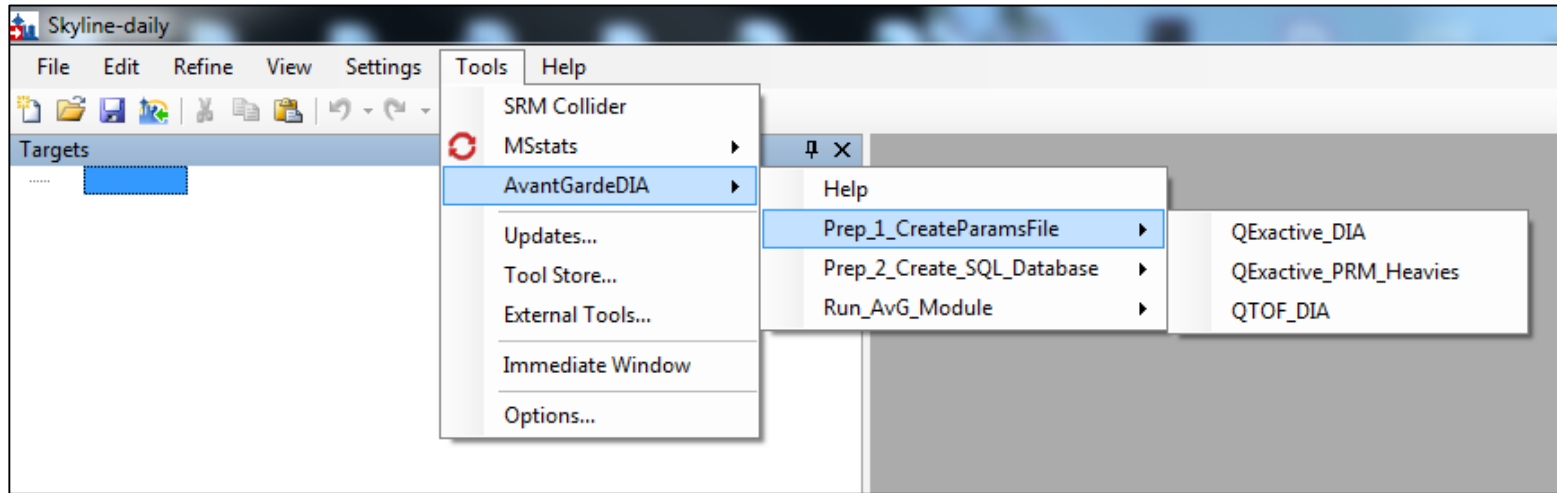 Skyline-daily
File Edit Refine View Settings Tools Help
SRM Collider
Targets
MSstats
AvantGardeDIA
Help
Updates...
Prep_1_CreateParamsFile
QExactive_DIA
Tool Store...
Prep_2_Create_SQL_Database
QExactive_PRM_Heavies
External Tools...
Run_AvG_Module
QTOF_DIA
Immediate Window
Options...